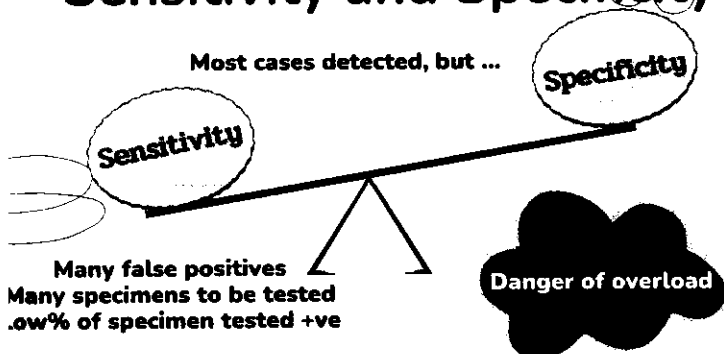 Sensitivity and Specificity
Most cases detected, but ...
Specificity
Sensitivity
Many false positives
Many specimens to be tested
Low% of specimen tested +ve
Danger of overload